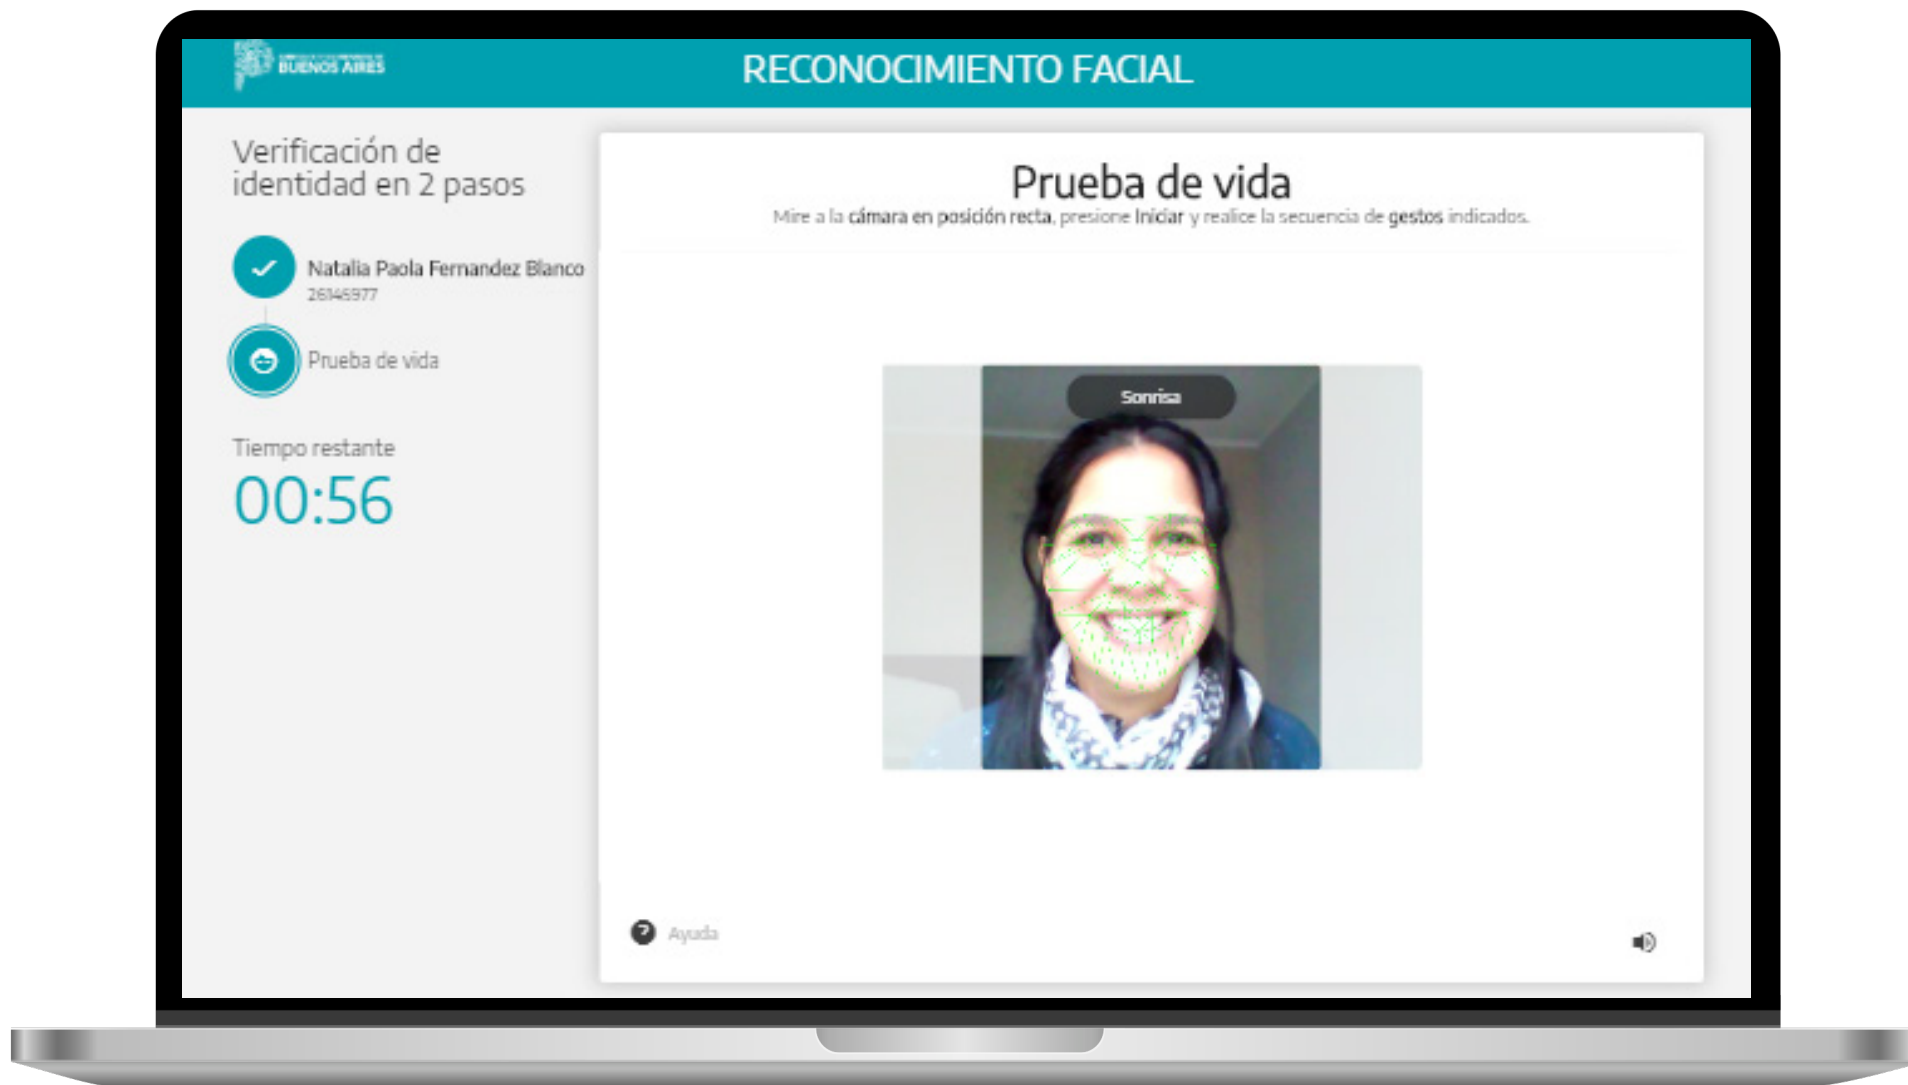 BUENOS AIRES
RECONOCIMIENTO FACIAL
Verificación de
identidad en 2 pasos
Natalia Paola Fernandez Blanco
26145977
Prueba de vida
Tiempo restante
00:56
Prueba de vida
Mire a la cámara en posición recta, presione Iniciar y realice la secuencia de gestos indicados.
Sonrisa
Ayuda